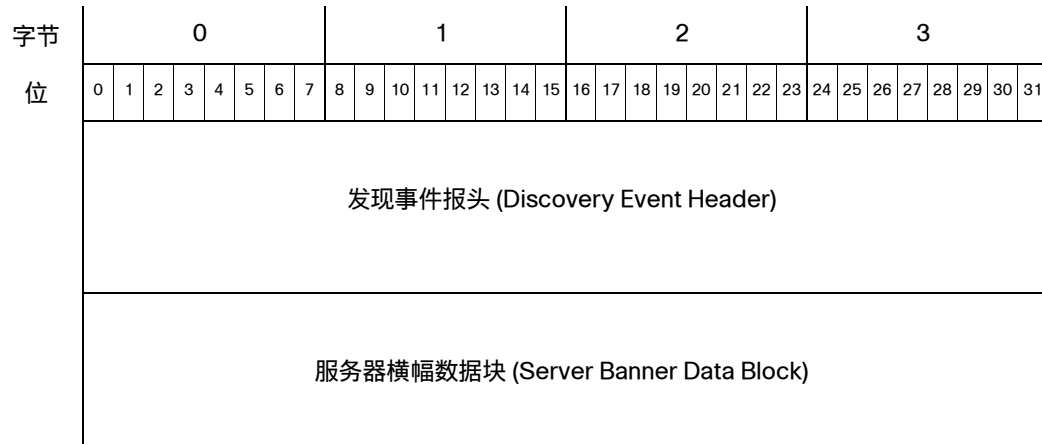 字节 0 1 2 3
位 0 1 2 3 4 5 6 7 8 9 10 11 12 13 14 15 16 17 18 19 20 21 22 23 24 25 26 27 28 29 30 31
发现事件报头 (Discovery Event Header)
服务器横幅数据块 (Server Banner Data Block)